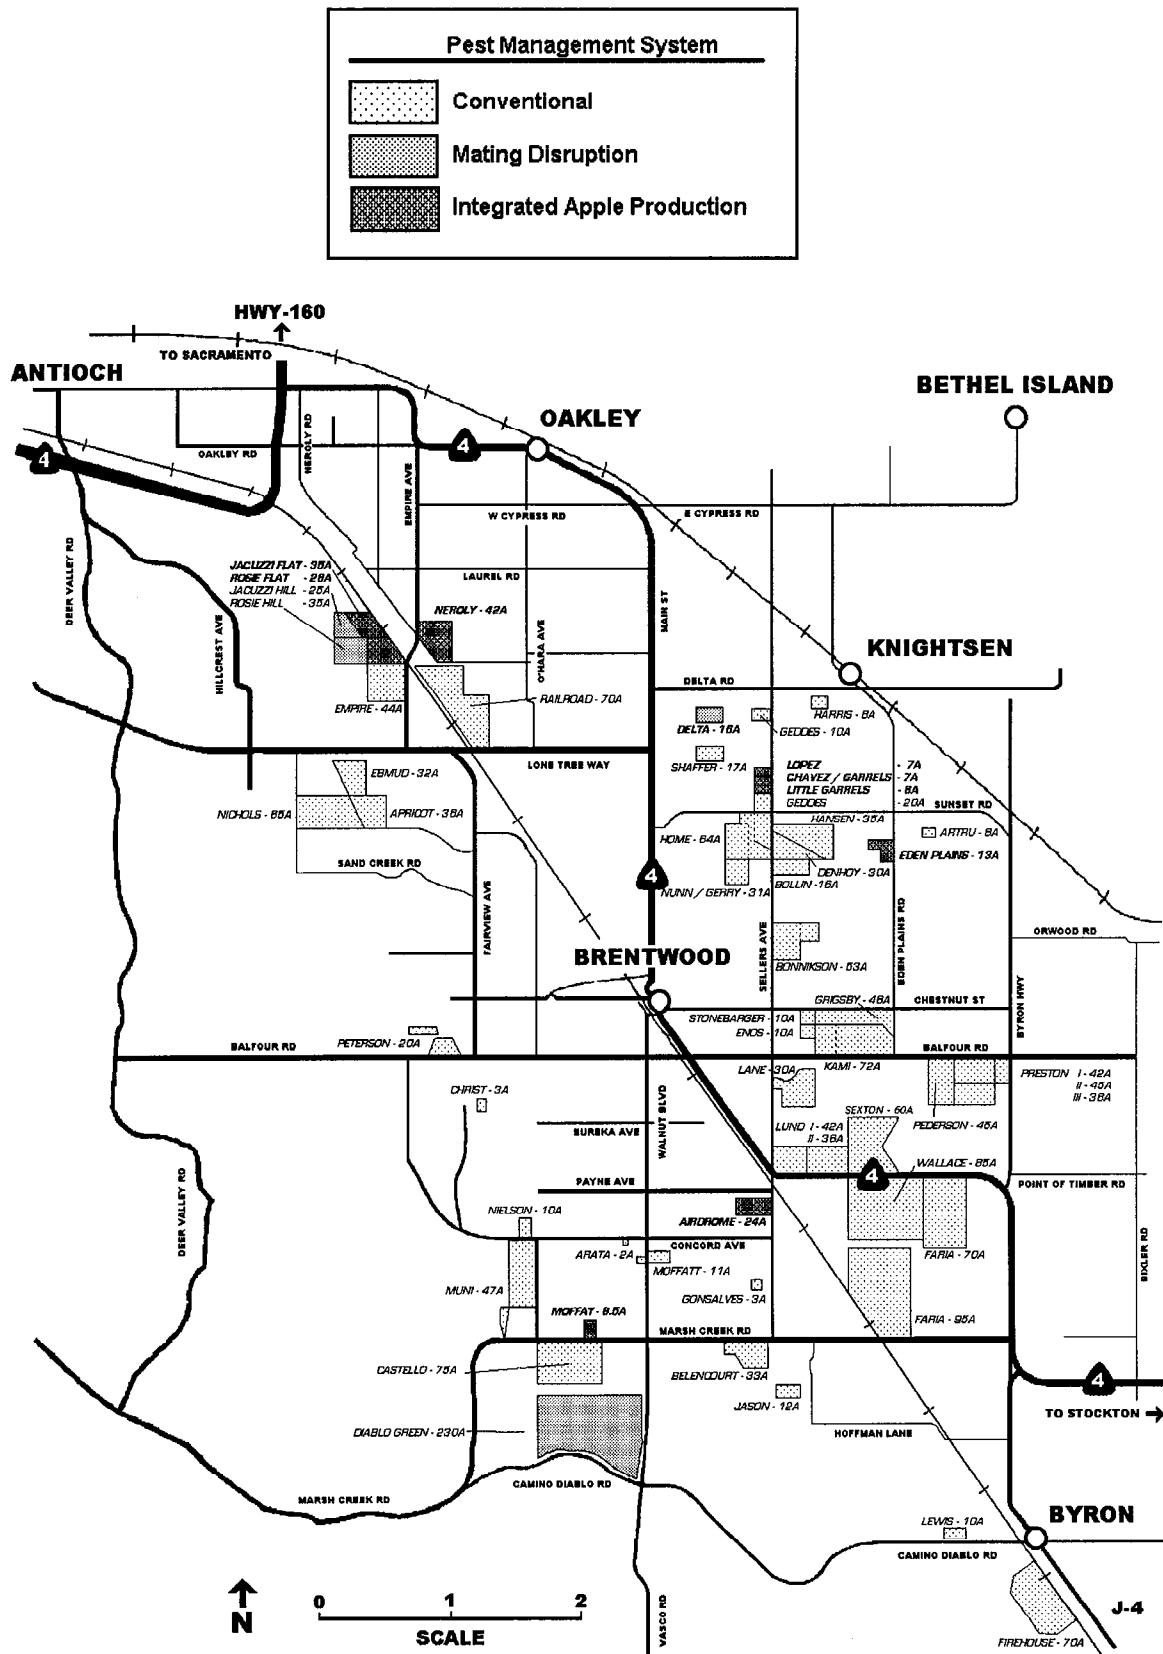 Pest Management System
Conventional
Mating Disruption
Integrated Apple Production
HWY-160
TO SACRAMENTO
ANTIOCH
BETHEL ISLAND
OAKLEY
4
4
OAKLEY RD
NEROLY RD
EMPIRE AVE
W CYPRESS RD
E CYPRESS RD
DEER VALLEY RD
HILLCREST AVE
LAUREL RD
O'HARA AVE
MAIN ST
JACUZZI FLAT - 36A
ROSIE FLAT - 28A
JACUZZI HILL - 25A
ROSIE HILL - 35A
NEROLY - 42A
KNIGHTSEN
DELTA RD
EMPIRE - 44A
RAILROAD - 70A
HARRIS - 8A
DELTA - 16A
GEDDES - 10A
LONE TREE WAY
SHAFFER - 17A
LOPEZ - 7A
CHAVEZ / GARRELS - 7A
LITTLE GARRELS - 8A
GEDDES - 20A
SUNSET RD
EBMUD - 32A
NICHOLS - 65A
APRICOT - 36A
HANSEN - 35A
HOME - 64A
ARTRU - 8A
EDEN PLAINS - 13A
SAND CREEK RD
DENHOY - 30A
BOLLIN - 16A
NUNN / GERRY - 31A
4
FAIRVIEW AVE
SELLERS AVE
EDEN PLAINS RD
ORWOOD RD
BRENTWOOD
BONNIKSON - 53A
BYRON HWY
GRIGSBY - 46A
CHESTNUT ST
STONEBARGER - 10A
ENOS - 10A
PETERSON - 20A
BALFOUR RD
BALFOUR RD
LANE - 30A
KAMI - 72A
PRESTON I - 42A
II - 45A
III - 36A
CHRIST - 3A
WALNUT BLVD
SEXTON - 60A
PEDERSON - 45A
EUREKA AVE
LUND I - 42A
II - 36A
WALLACE - 85A
4
PAYNE AVE
POINT OF TIMBER RD
DEER VALLEY RD
NIELSON - 10A
AIRDROME - 24A
ARATA - 2A
CONCORD AVE
FARIA - 70A
BIXLER RD
MOFFATT - 11A
MUNI - 47A
GONSALVES - 3A
MOFFAT - 8.5A
FARIA - 95A
MARSH CREEK RD
CASTELLO - 75A
BELENCOURT - 33A
4
JASON - 12A
TO STOCKTON
DIABLO GREEN - 230A
HOFFMAN LANE
CAMINO DIABLO RD
MARSH CREEK RD
LEWIS - 10A
BYRON
CAMINO DIABLO RD
N
0 1 2
SCALE
VASCO RD
J-4
FIREHOUSE - 70A